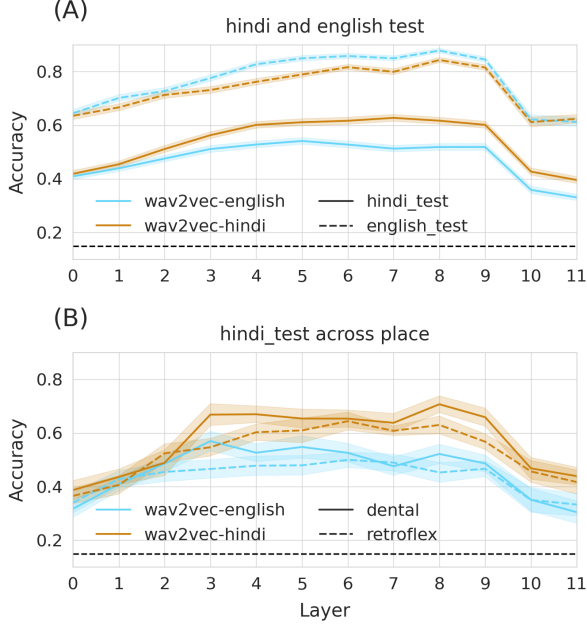 (A)
hindi and english test
Accuracy
0.8
0.6
0.4
0.2
wav2vec-english
wav2vec-hindi
hindi_test
english_test
0 1 2 3 4 5 6 7 8 9 10 11
(B)
hindi_test across place
Accuracy
0.8
0.6
0.4
0.2
wav2vec-english
wav2vec-hindi
dental
retroflex
0 1 2 3 4 5 6 7 8 9 10 11
Layer